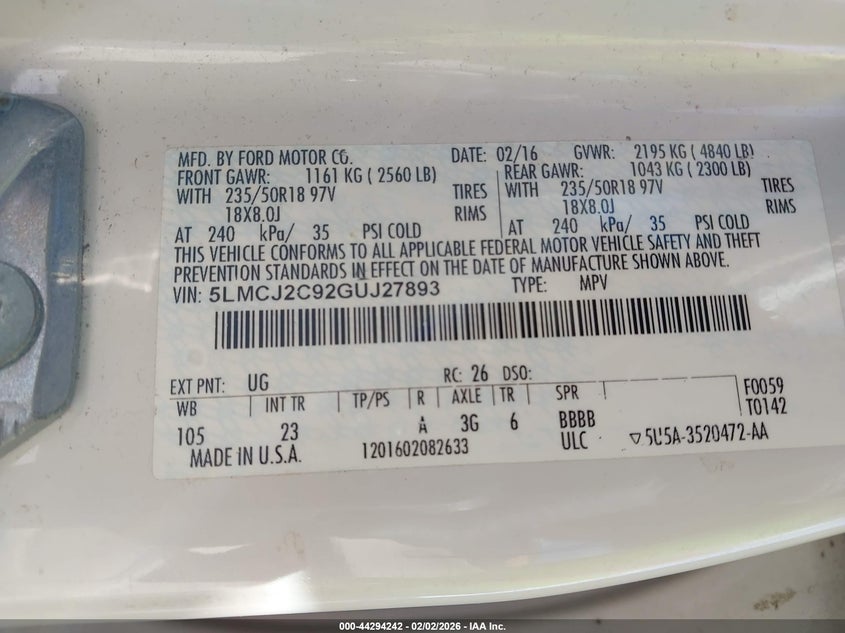 MFD. BY FORD MOTOR CO. DATE: 02/16 GVWR: 2195 KG ( 4840 LB)
FRONT GAWR: 1161 KG ( 2560 LB) REAR GAWR: 1043 KG ( 2300 LB)
WITH 235/50R18 97V TIRES WITH 235/50R18 97V TIRES
18X8.0J RIMS 18X8.0J RIMS
AT 240 kPa/ 35 PSI COLD AT 240 kPa/ 35 PSI COLD
THIS VEHICLE CONFORMS TO ALL APPLICABLE FEDERAL MOTOR VEHICLE SAFETY AND THEFT
PREVENTION STANDARDS IN EFFECT ON THE DATE OF MANUFACTURE SHOWN ABOVE.
VIN: 5LMCJ2C92GUJ27893 TYPE: MPV
EXT PNT: UG RC: 26 DSO: F0059
WB INT TR TP/PS R AXLE TR SPR T0142
105 23 A 3G 6 BBBB
MADE IN U.S.A. 1201602082633 ULC ▽5U5A-3520472-AA
000-44294242 - 02/02/2026 - IAA Inc.